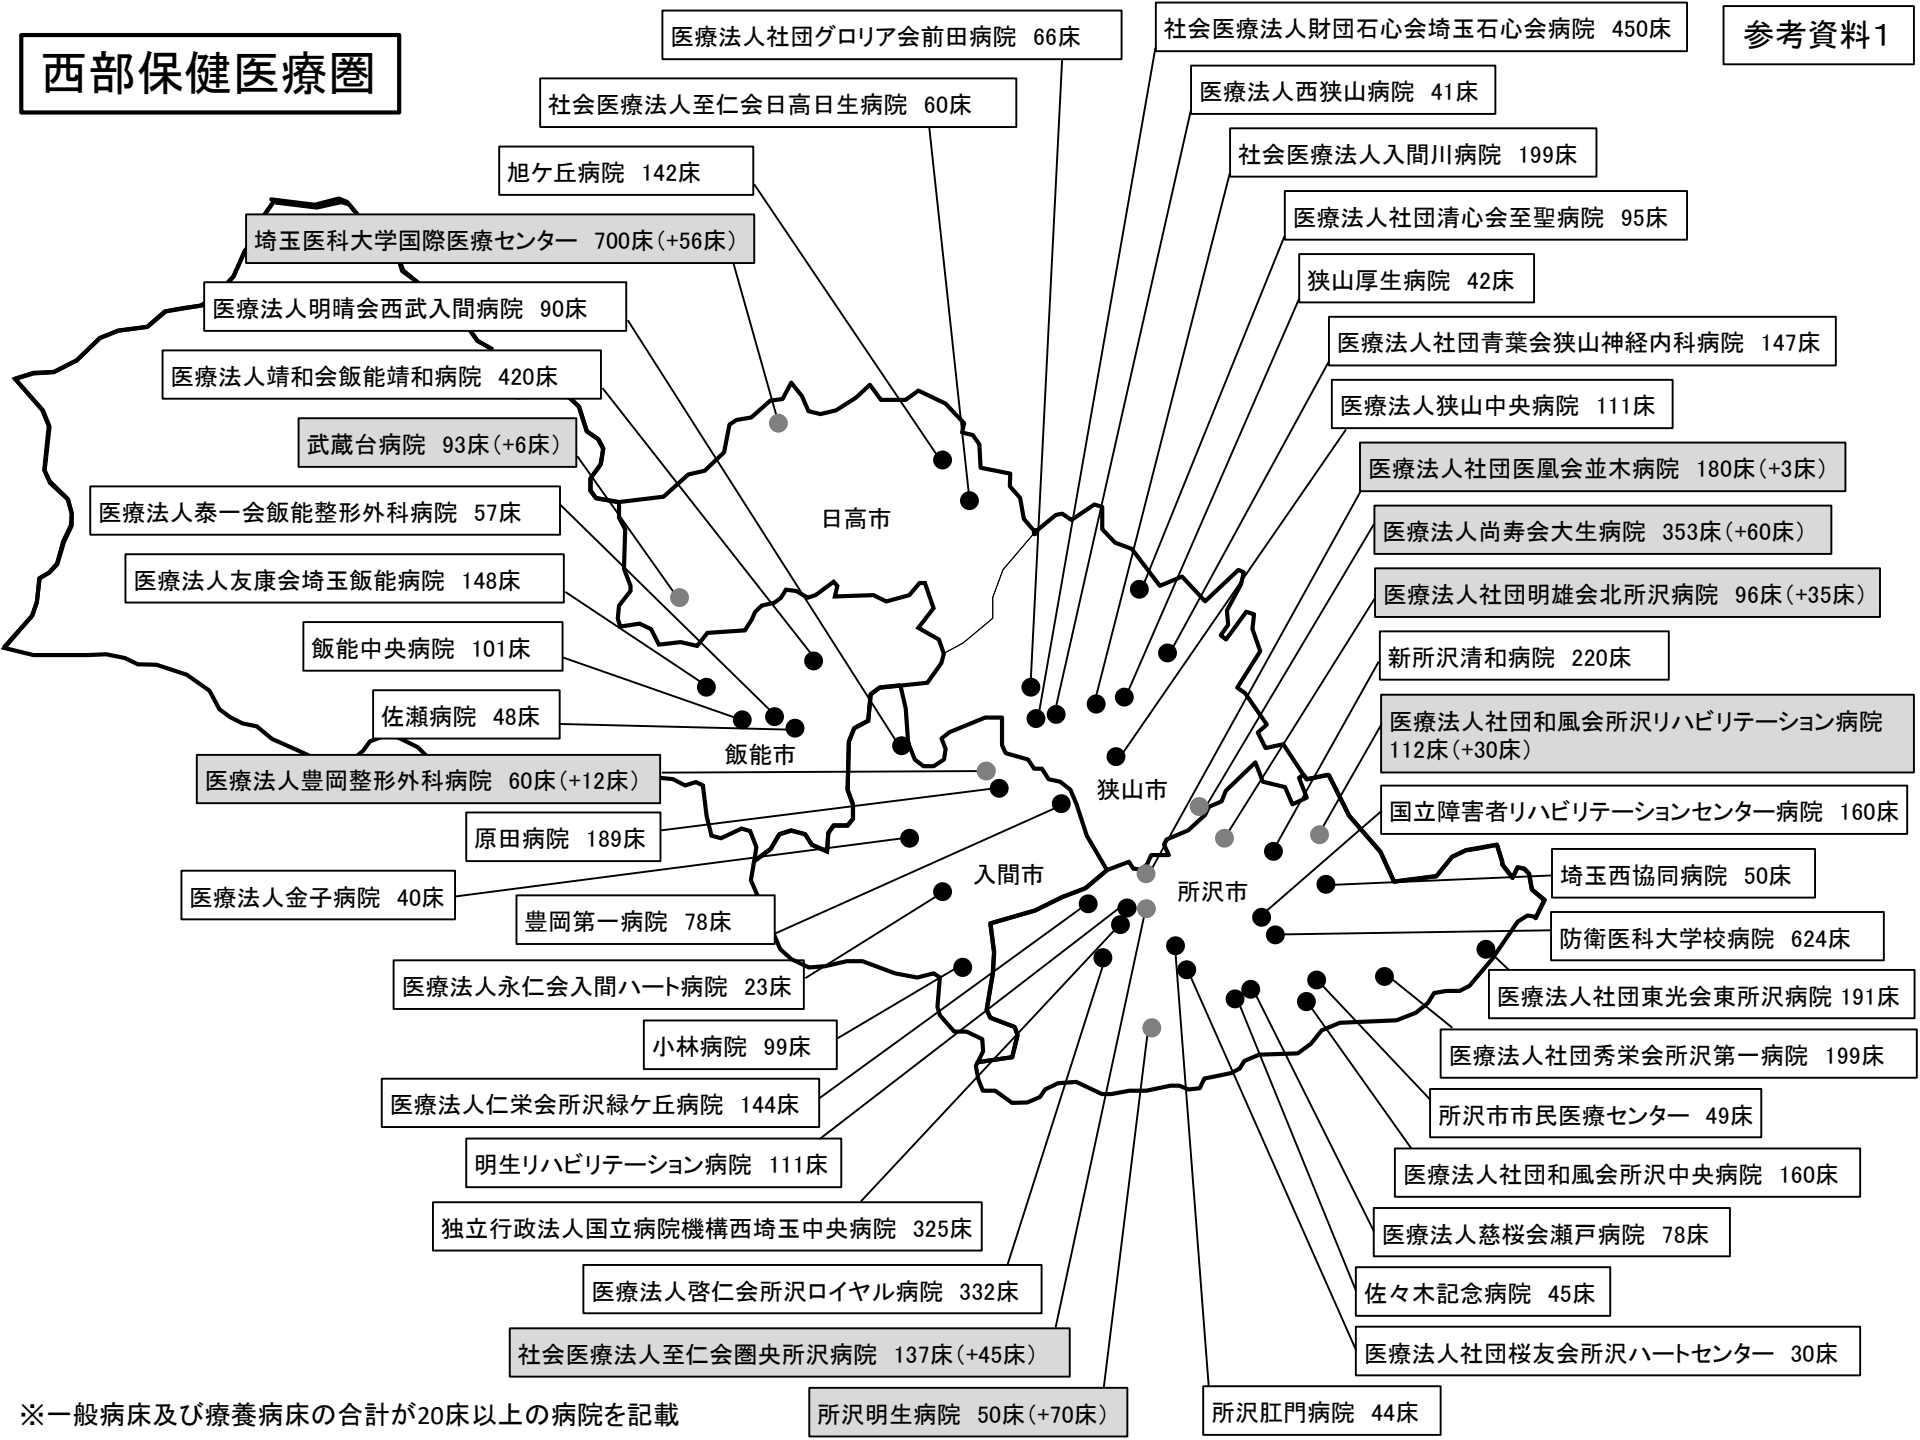 西部保健医療圏
参考資料1
医療法人社団グロリア会前田病院 66床
社会医療法人財団石心会埼玉石心会病院 450床
社会医療法人至仁会日高日生病院 60床
医療法人西狭山病院 41床
旭ケ丘病院 142床
社会医療法人入間川病院 199床
埼玉医科大学国際医療センター 700床(+56床)
医療法人社団清心会至聖病院 95床
医療法人明晴会西武入間病院 90床
狭山厚生病院 42床
医療法人靖和会飯能靖和病院 420床
医療法人社団青葉会狭山神経内科病院 147床
武蔵台病院 93床(+6床)
医療法人狭山中央病院 111床
医療法人泰一会飯能整形外科病院 57床
医療法人社団医凰会並木病院 180床(+3床)
日高市
医療法人尚寿会大生病院 353床(+60床)
医療法人友康会埼玉飯能病院 148床
医療法人社団明雄会北所沢病院 96床(+35床)
飯能中央病院 101床
新所沢清和病院 220床
佐瀬病院 48床
医療法人社団和風会所沢リハビリテーション病院
112床(+30床)
飯能市
医療法人豊岡整形外科病院 60床(+12床)
狭山市
国立障害者リハビリテーションセンター病院 160床
原田病院 189床
医療法人金子病院 40床
入間市
所沢市
埼玉西協同病院 50床
豊岡第一病院 78床
防衛医科大学校病院 624床
医療法人永仁会入間ハート病院 23床
医療法人社団東光会東所沢病院 191床
小林病院 99床
医療法人社団秀栄会所沢第一病院 199床
医療法人仁栄会所沢緑ケ丘病院 144床
所沢市市民医療センター 49床
明生リハビリテーション病院 111床
医療法人社団和風会所沢中央病院 160床
独立行政法人国立病院機構西埼玉中央病院 325床
医療法人慈桜会瀬戸病院 78床
医療法人啓仁会所沢ロイヤル病院 332床
佐々木記念病院 45床
社会医療法人至仁会圏央所沢病院 137床(+45床)
医療法人社団桜友会所沢ハートセンター 30床
所沢明生病院 50床(+70床)
所沢肛門病院 44床
※一般病床及び療養病床の合計が20床以上の病院を記載